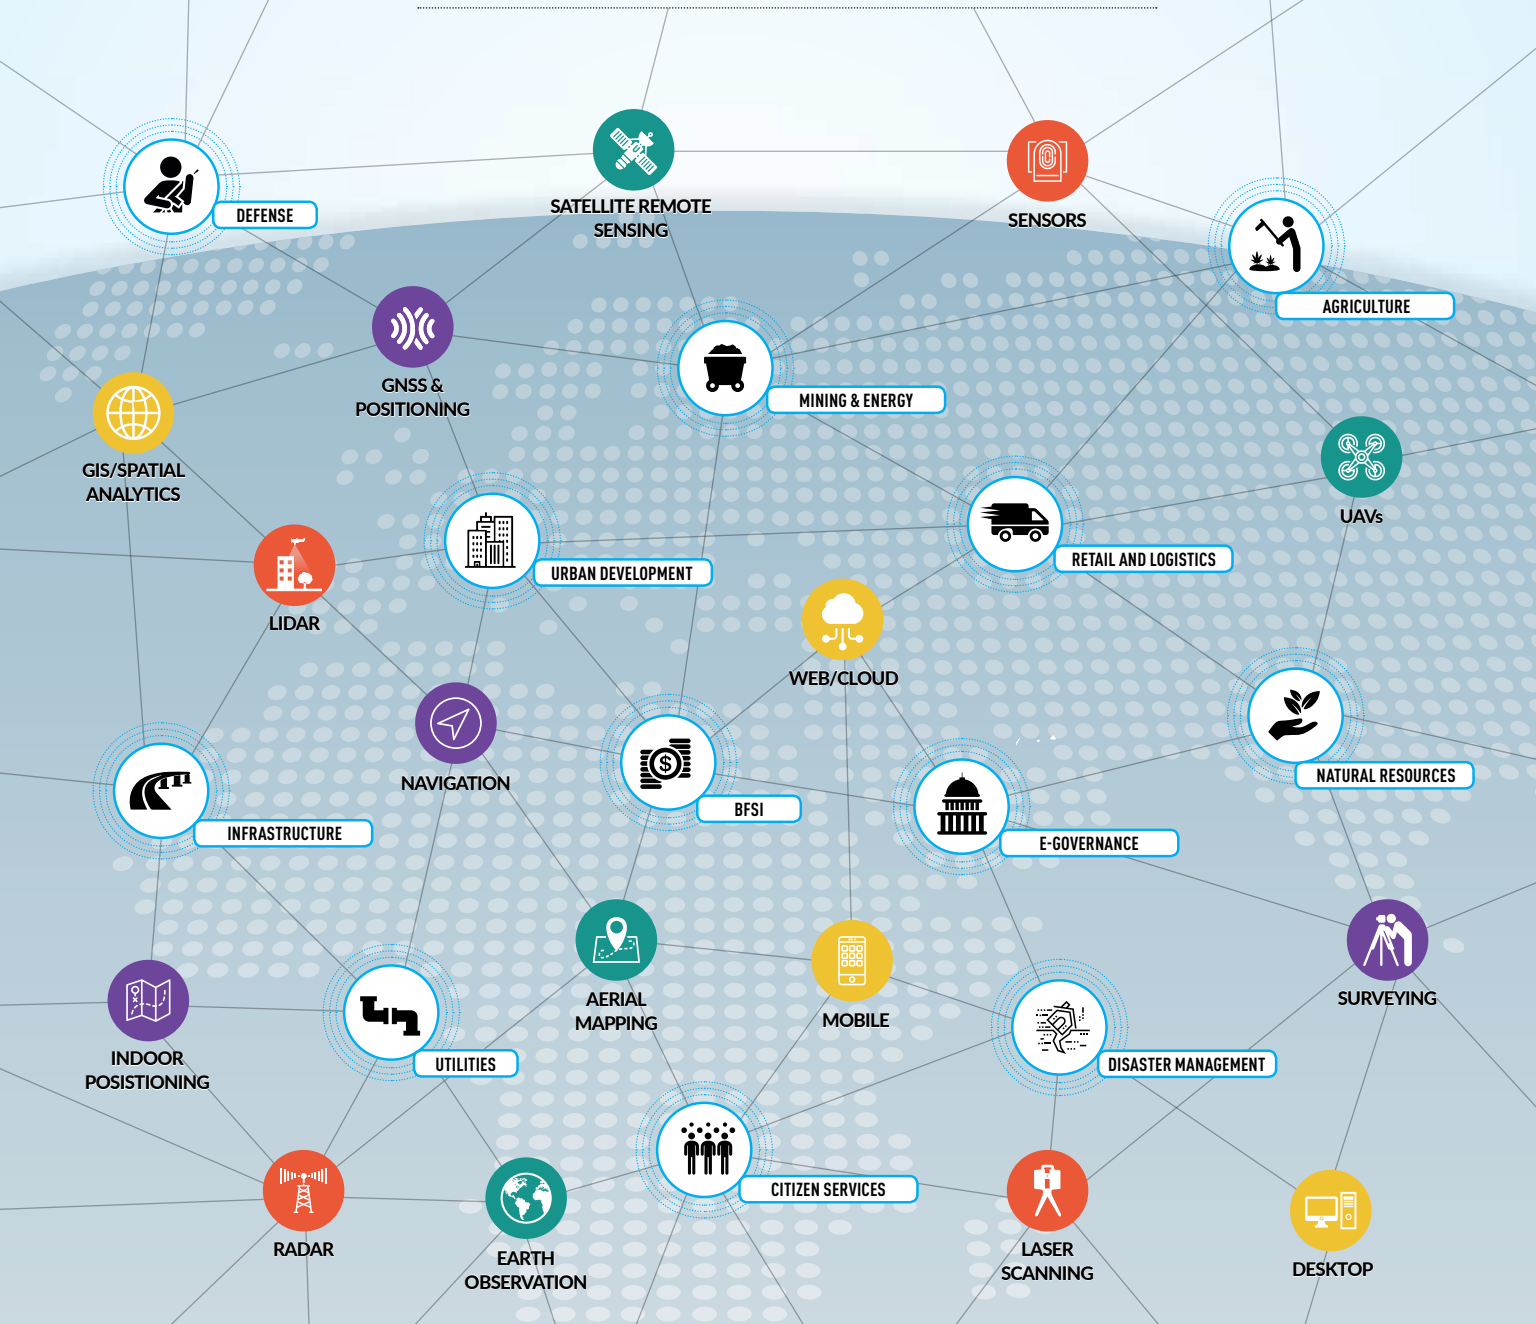 DEFENSE
SATELLITE REMOTE
SENSING
SENSORS
AGRICULTURE
GNSS &
POSITIONING
MINING & ENERGY
GIS/SPATIAL
ANALYTICS
UAVs
URBAN DEVELOPMENT
RETAIL AND LOGISTICS
LIDAR
WEB/CLOUD
NAVIGATION
$
BFSI
NATURAL RESOURCES
INFRASTRUCTURE
E-GOVERNANCE
AERIAL
MAPPING
MOBILE
SURVEYING
INDOOR
POSISTIONING
UTILITIES
DISASTER MANAGEMENT
CITIZEN SERVICES
RADAR
EARTH
OBSERVATION
LASER
SCANNING
DESKTOP